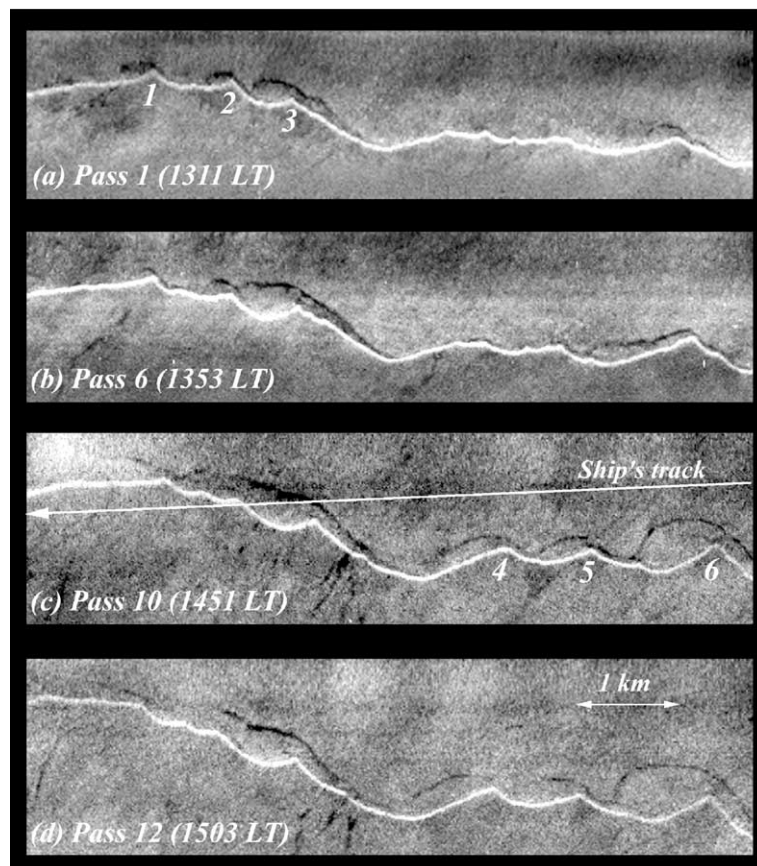 1
2
3
(a) Pass 1 (1311 LT)
(b) Pass 6 (1353 LT)
Ship's track
4
5
6
(c) Pass 10 (1451 LT)
1 km
(d) Pass 12 (1503 LT)